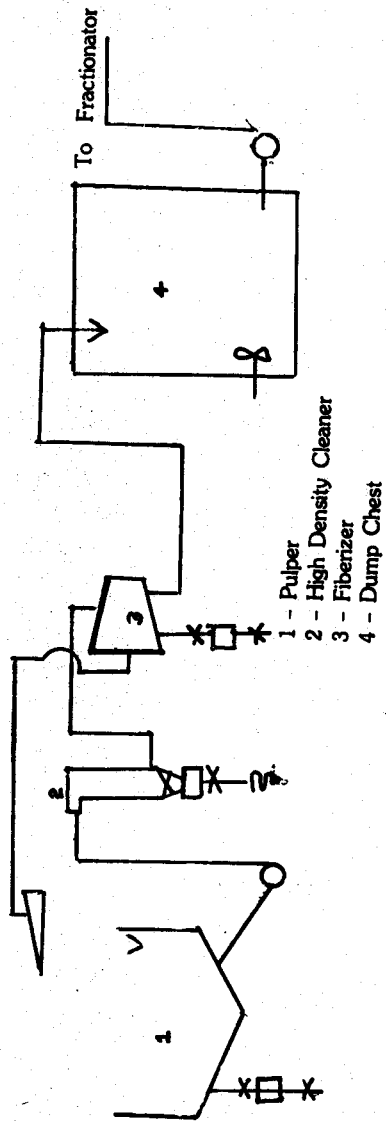 To Fractionator
1
2
3
4
1 - Pulper
2 - High Density Cleaner
3 - Fiberizer
4 - Dump Chest